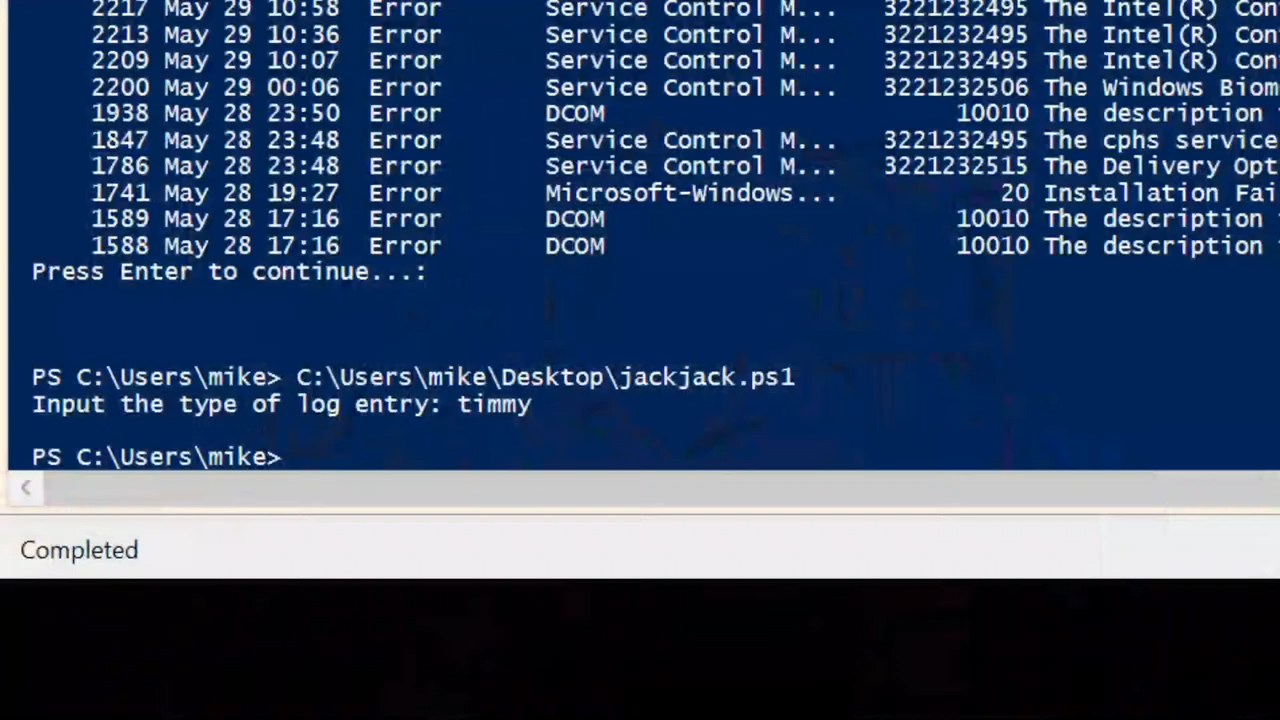 2217 May 29 10:58  Error       Service Control M...   3221232495 The Intel(R) Con
2213 May 29 10:36  Error       Service Control M...   3221232495 The Intel(R) Con
2209 May 29 10:07  Error       Service Control M...   3221232495 The Intel(R) Con
2200 May 29 00:06  Error       Service Control M...   3221232506 The Windows Biom
1938 May 28 23:50  Error       DCOM                        10010 The description
1847 May 28 23:48  Error       Service Control M...   3221232495 The cphs service
1786 May 28 23:48  Error       Service Control M...   3221232515 The Delivery Opt
1741 May 28 19:27  Error       Microsoft-Windows...           20 Installation Fai
1589 May 28 17:16  Error       DCOM                        10010 The description
1588 May 28 17:16  Error       DCOM                        10010 The description
Press Enter to continue...:
PS C:\Users\mike> C:\Users\mike\Desktop\jackjack.ps1
Input the type of log entry: timmy
PS C:\Users\mike>
Completed